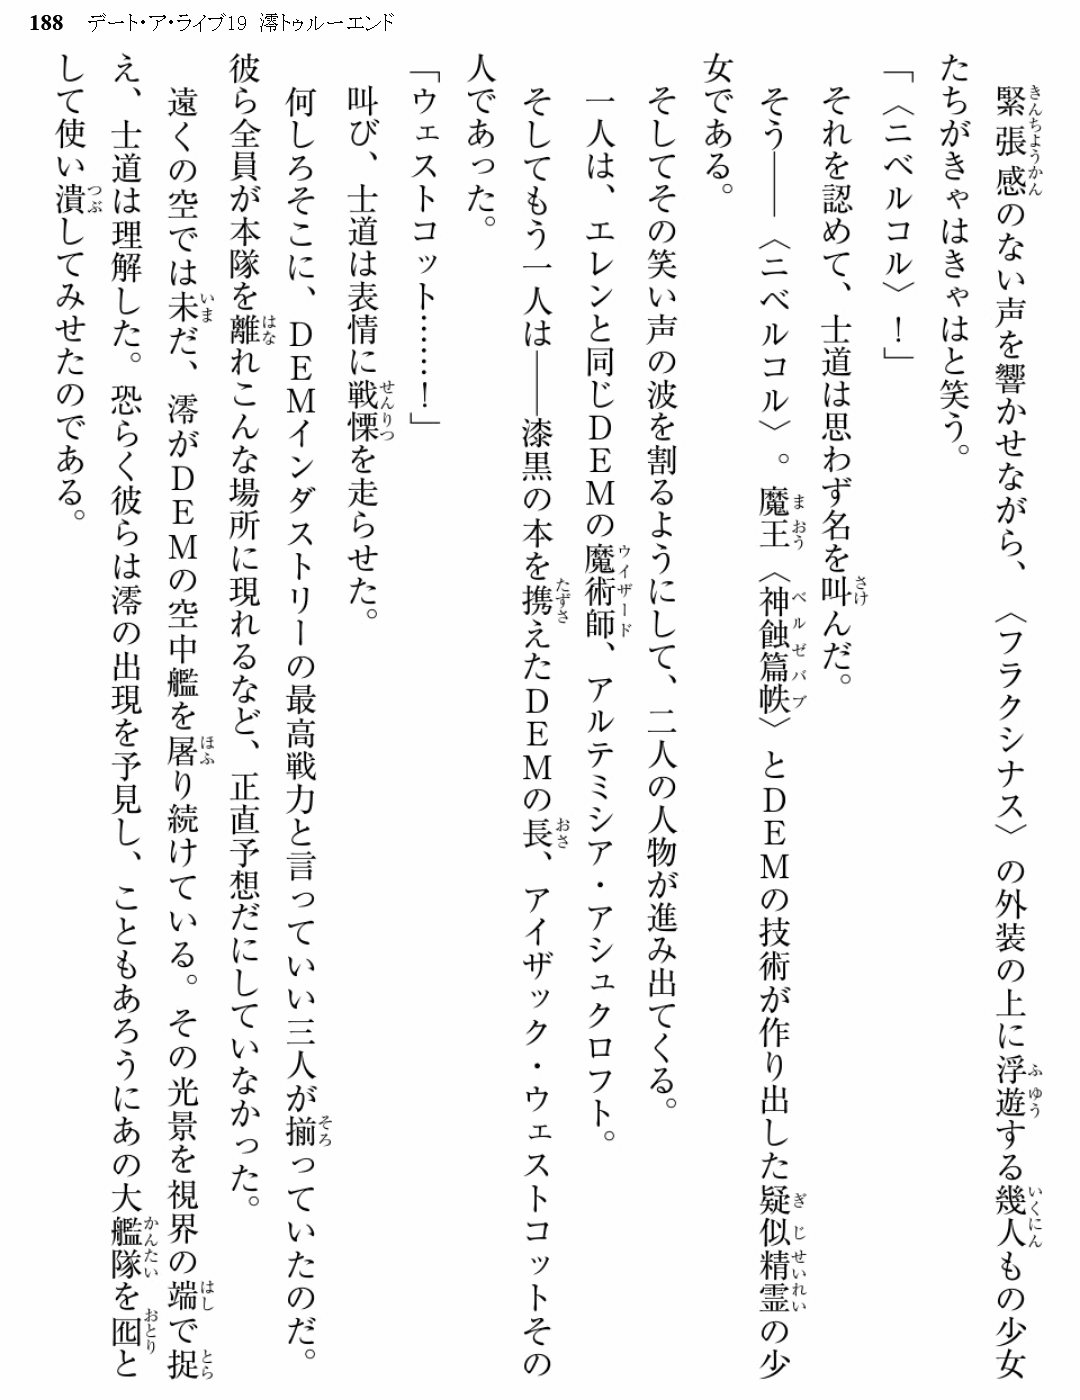 188 デート・ア・ライブ19 澪トゥルーエンド
緊張感のない声を響かせながら、〈フラクシナス〉の外装の上に浮遊する幾人もの少女
たちがきゃはきゃはと笑う。
「〈ニベルコル〉！」
それを認めて、士道は思わず名を叫んだ。
そう――〈ニベルコル〉。魔王〈神蝕篇帙〉とDEMの技術が作り出した疑似精霊の少
女である。
そしてその笑い声の波を割るようにして、二人の人物が進み出てくる。
一人は、エレンと同じDEMの魔術師、アルテミシア・アシュクロフト。
そしてもう一人は――漆黒の本を携えたDEMの長、アイザック・ウェストコットその
人であった。
「ウェストコット……！」
叫び、士道は表情に戦慄を走らせた。
何しろそこに、DEMインダストリーの最高戦力と言っていい三人が揃っていたのだ。
彼ら全員が本隊を離れこんな場所に現れるなど、正直予想だにしていなかった。
遠くの空では未だ、澪がDEMの空中艦を屠り続けている。その光景を視界の端で捉
え、士道は理解した。恐らく彼らは澪の出現を予見し、こともあろうにあの大艦隊を囮と
して使い潰してみせたのである。